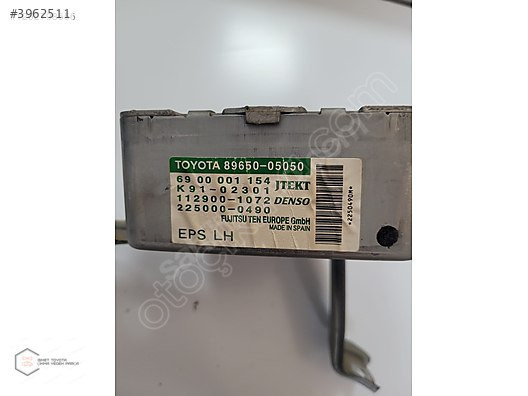 #3962511
TOYOTA 89650-05050
69 00 001 154 JTEKT
K91-02301
112900-1072 DENSO
225000-0490
FUJITSU TEN EUROPE GmbH
MADE IN SPAIN
EPS LH
*2250490M*